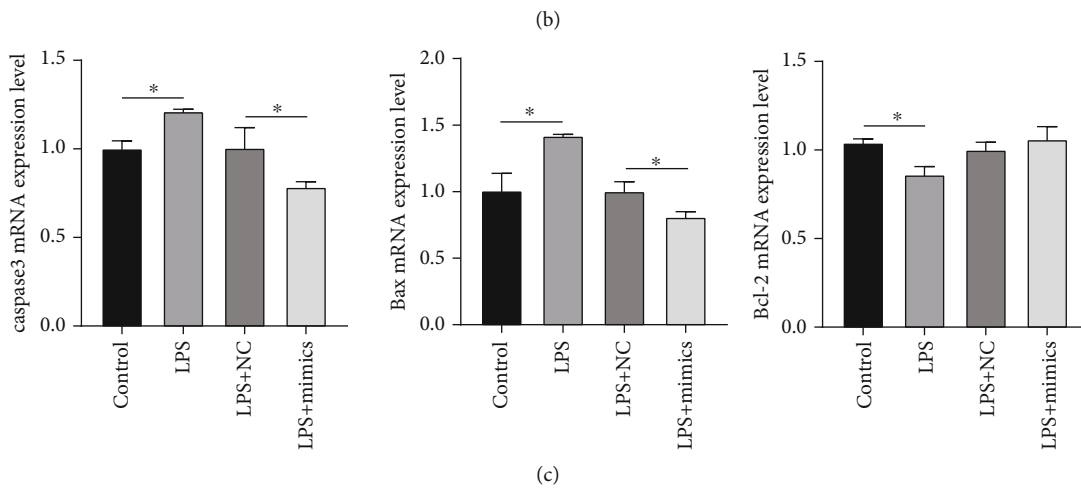 (b)
caspase3 mRNA expression level
1.5
1.0
0.5
0.0
*
*
Control
LPS
LPS+NC
LPS+mimics
Bax mRNA expression level
2.0
1.5
1.0
0.5
0.0
*
*
Control
LPS
LPS+NC
LPS+mimics
Bcl-2 mRNA expression level
1.5
1.0
0.5
0.0
*
Control
LPS
LPS+NC
LPS+mimics
(c)